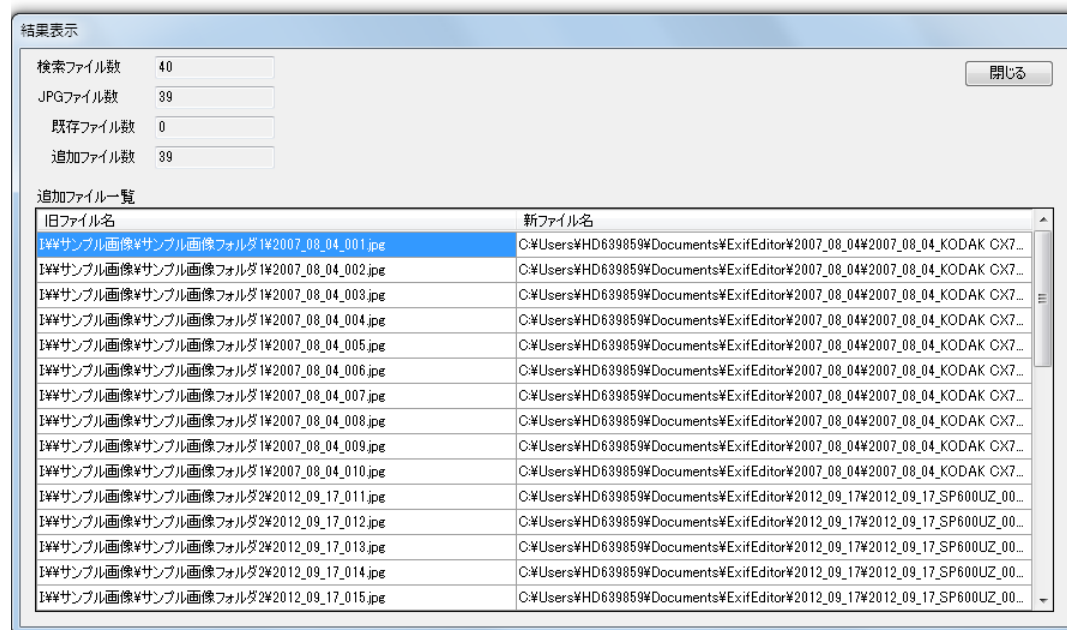 結果表示
検索ファイル数 40
閉じる
JPGファイル数 39
既存ファイル数 0
追加ファイル数 39
追加ファイル一覧
旧ファイル名 新ファイル名
I¥¥サンプル画像¥サンプル画像フォルダ1¥2007_08_04_001.jpg C:¥Users¥HD639859¥Documents¥ExifEditor¥2007_08_04¥2007_08_04_KODAK CX7...
I¥¥サンプル画像¥サンプル画像フォルダ1¥2007_08_04_002.jpg C:¥Users¥HD639859¥Documents¥ExifEditor¥2007_08_04¥2007_08_04_KODAK CX7...
I¥¥サンプル画像¥サンプル画像フォルダ1¥2007_08_04_003.jpg C:¥Users¥HD639859¥Documents¥ExifEditor¥2007_08_04¥2007_08_04_KODAK CX7...
I¥¥サンプル画像¥サンプル画像フォルダ1¥2007_08_04_004.jpg C:¥Users¥HD639859¥Documents¥ExifEditor¥2007_08_04¥2007_08_04_KODAK CX7...
I¥¥サンプル画像¥サンプル画像フォルダ1¥2007_08_04_005.jpg C:¥Users¥HD639859¥Documents¥ExifEditor¥2007_08_04¥2007_08_04_KODAK CX7...
I¥¥サンプル画像¥サンプル画像フォルダ1¥2007_08_04_006.jpg C:¥Users¥HD639859¥Documents¥ExifEditor¥2007_08_04¥2007_08_04_KODAK CX7...
I¥¥サンプル画像¥サンプル画像フォルダ1¥2007_08_04_007.jpg C:¥Users¥HD639859¥Documents¥ExifEditor¥2007_08_04¥2007_08_04_KODAK CX7...
I¥¥サンプル画像¥サンプル画像フォルダ1¥2007_08_04_008.jpg C:¥Users¥HD639859¥Documents¥ExifEditor¥2007_08_04¥2007_08_04_KODAK CX7...
I¥¥サンプル画像¥サンプル画像フォルダ1¥2007_08_04_009.jpg C:¥Users¥HD639859¥Documents¥ExifEditor¥2007_08_04¥2007_08_04_KODAK CX7...
I¥¥サンプル画像¥サンプル画像フォルダ1¥2007_08_04_010.jpg C:¥Users¥HD639859¥Documents¥ExifEditor¥2007_08_04¥2007_08_04_KODAK CX7...
I¥¥サンプル画像¥サンプル画像フォルダ2¥2012_09_17_011.jpg C:¥Users¥HD639859¥Documents¥ExifEditor¥2012_09_17¥2012_09_17_SP600UZ_00...
I¥¥サンプル画像¥サンプル画像フォルダ2¥2012_09_17_012.jpg C:¥Users¥HD639859¥Documents¥ExifEditor¥2012_09_17¥2012_09_17_SP600UZ_00...
I¥¥サンプル画像¥サンプル画像フォルダ2¥2012_09_17_013.jpg C:¥Users¥HD639859¥Documents¥ExifEditor¥2012_09_17¥2012_09_17_SP600UZ_00...
I¥¥サンプル画像¥サンプル画像フォルダ2¥2012_09_17_014.jpg C:¥Users¥HD639859¥Documents¥ExifEditor¥2012_09_17¥2012_09_17_SP600UZ_00...
I¥¥サンプル画像¥サンプル画像フォルダ2¥2012_09_17_015.jpg C:¥Users¥HD639859¥Documents¥ExifEditor¥2012_09_17¥2012_09_17_SP600UZ_00...